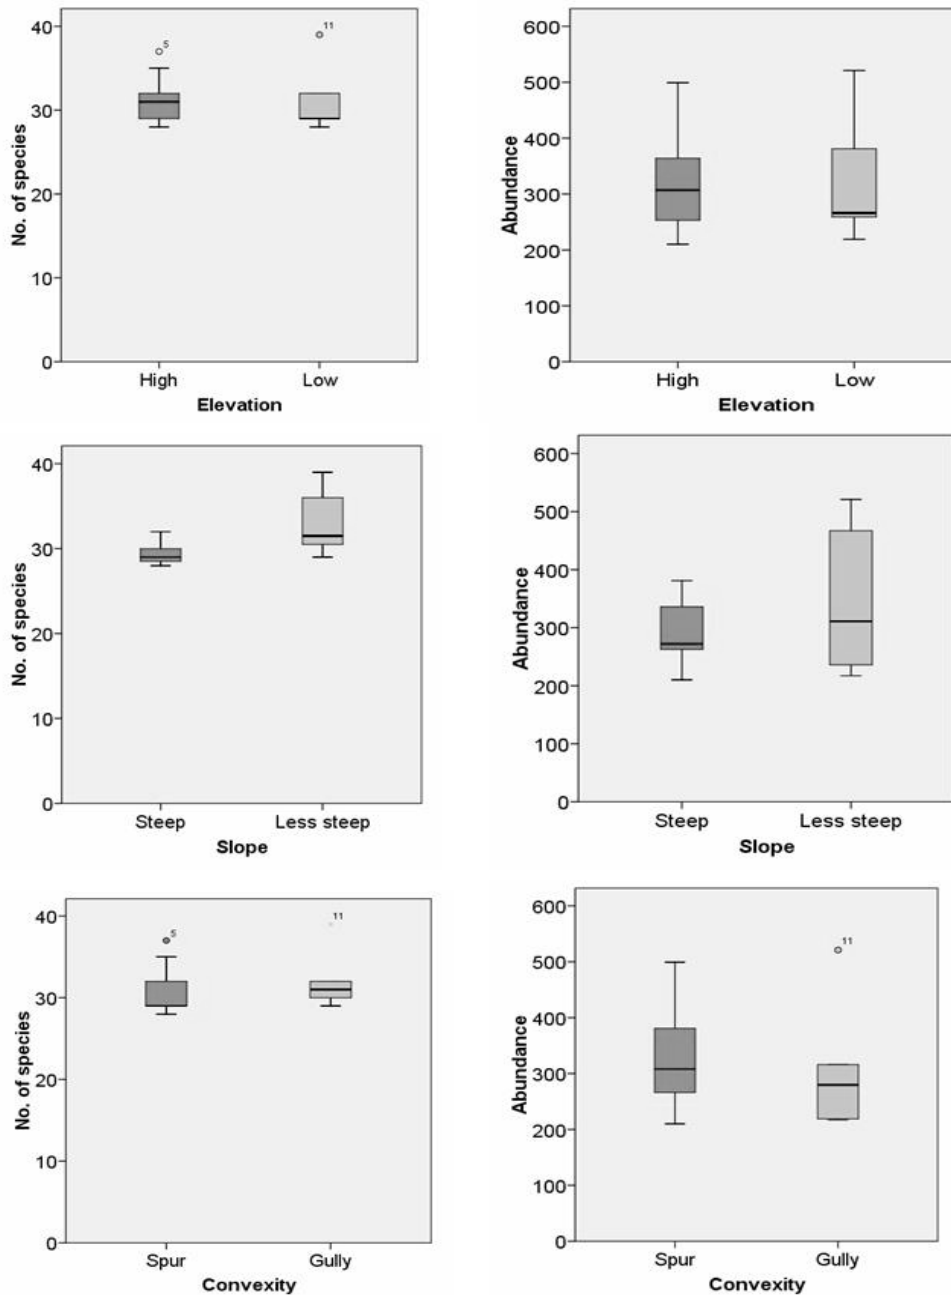 40
5
11
30
20
10
0
No. of species
High Low
Elevation
600
500
400
300
200
100
0
Abundance
High Low
Elevation
40
30
20
10
0
No. of species
Steep Less steep
Slope
600
500
400
300
200
100
0
Abundance
Steep Less steep
Slope
40
5
11
30
20
10
0
No. of species
Spur Gully
Convexity
600
11
500
400
300
200
100
0
Abundance
Spur Gully
Convexity